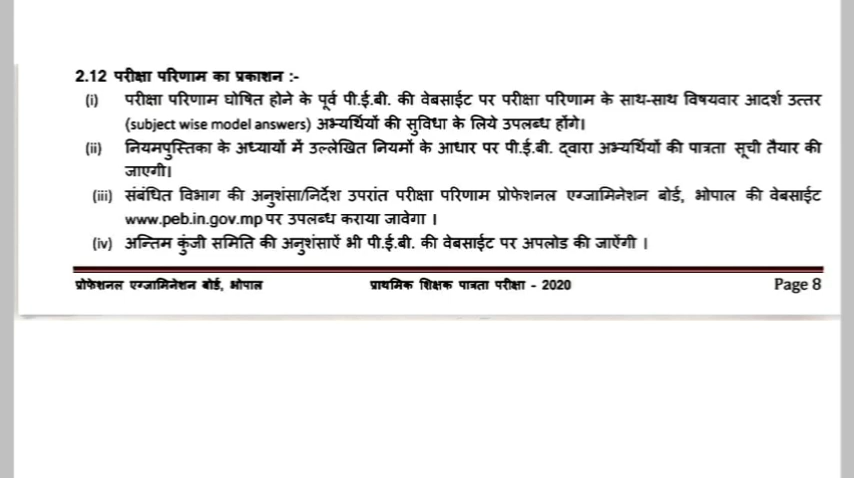 2.12 परीक्षा परिणाम का प्रकाशन :-
(i) परीक्षा परिणाम घोषित होने के पूर्व पी.ई.बी. की वेबसाईट पर परीक्षा परिणाम के साथ-साथ विषयवार आदर्श उत्तर
(subject wise model answers) अभ्यर्थियों की सुविधा के लिये उपलब्ध होंगे।
(ii) नियमपुस्तिका के अध्यायों में उल्लेखित नियमों के आधार पर पी.ई.बी. द्वारा अभ्यर्थियों की पात्रता सूची तैयार की
जाएगी।
(iii) संबंधित विभाग की अनुशंसा/निर्देश उपरांत परीक्षा परिणाम प्रोफेशनल एग्जामिनेशन बोर्ड, भोपाल की वेबसाईट
www.peb.in.gov.mp पर उपलब्ध कराया जावेगा ।
(iv) अन्तिम कुंजी समिति की अनुशंसाऐं भी पी.ई.बी. की वेबसाईट पर अपलोड की जाऐंगी ।
प्रोफेशनल एग्जामिनेशन बोर्ड, भोपाल प्राथमिक शिक्षक पात्रता परीक्षा - 2020 Page 8